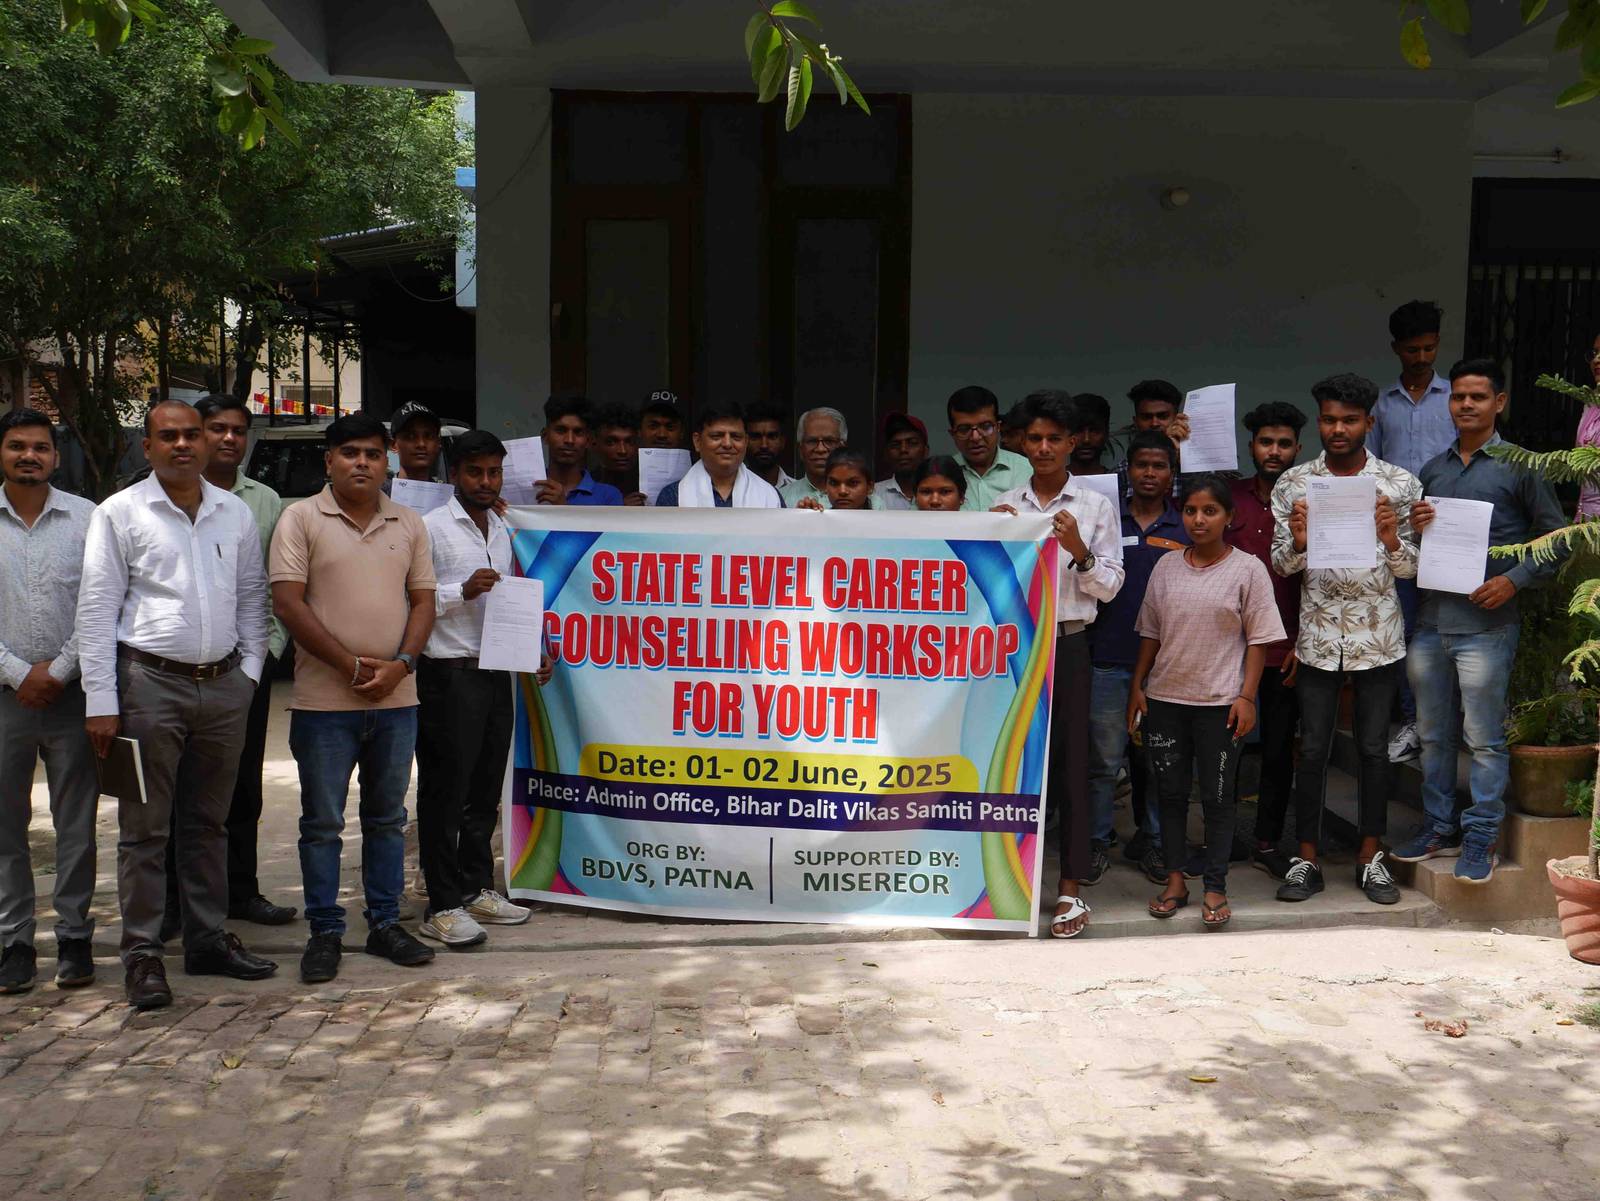 KING
BOY
STATE LEVEL CAREER
COUNSELLING WORKSHOP
FOR YOUTH
Date: 01- 02 June, 2025
Place: Admin Office, Bihar Dalit Vikas Samiti Patna
ORG BY:
BDVS, PATNA
SUPPORTED BY:
MISEREOR